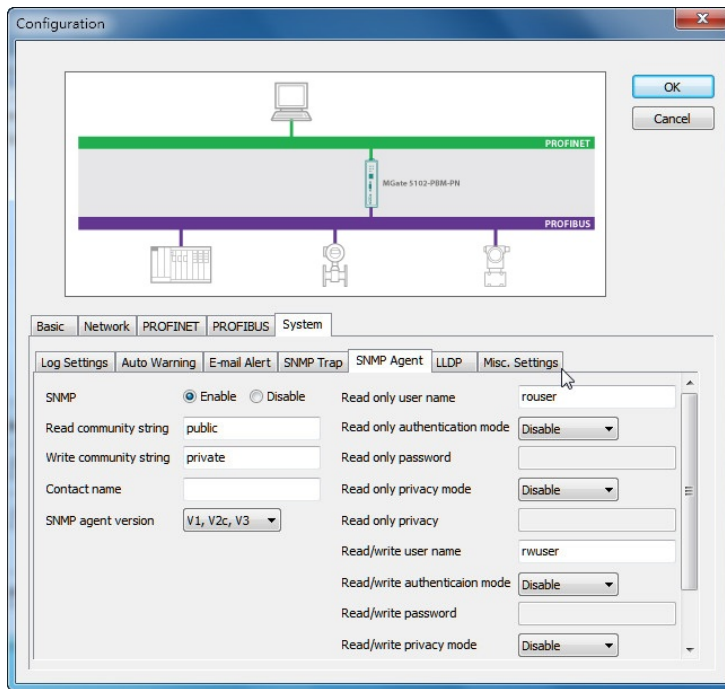 Configuration
OK
Cancel
PROFINET
MGate 5102-PBM-PN
PROFIBUS
Basic Network PROFINET PROFIBUS System
Log Settings Auto Warning E-mail Alert SNMP Trap SNMP Agent LLDP Misc. Settings
SNMP Enable Disable
Read community string public
Write community string private
Contact name
SNMP agent version V1, V2c, V3
Read only user name rouser
Read only authentication mode Disable
Read only password
Read only privacy mode Disable
Read only privacy
Read/write user name rwuser
Read/write authenticaion mode Disable
Read/write password
Read/write privacy mode Disable